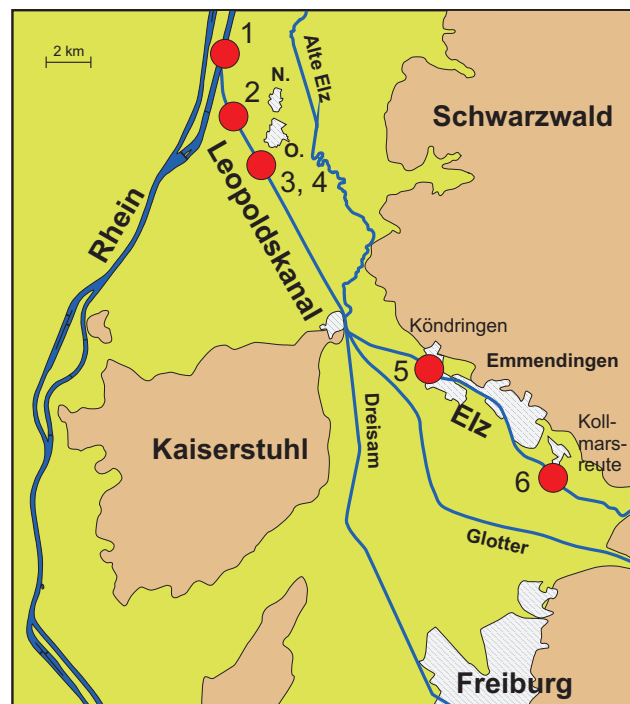 1
2 km
Alte Elz
N.
2
Schwarzwald
O.
3, 4
Rhein
Leopoldskanal
Köndringen
5
Emmendingen
Elz
Dreisam
Koll-
mars-
reute
Kaiserstuhl
6
Glotter
Freiburg